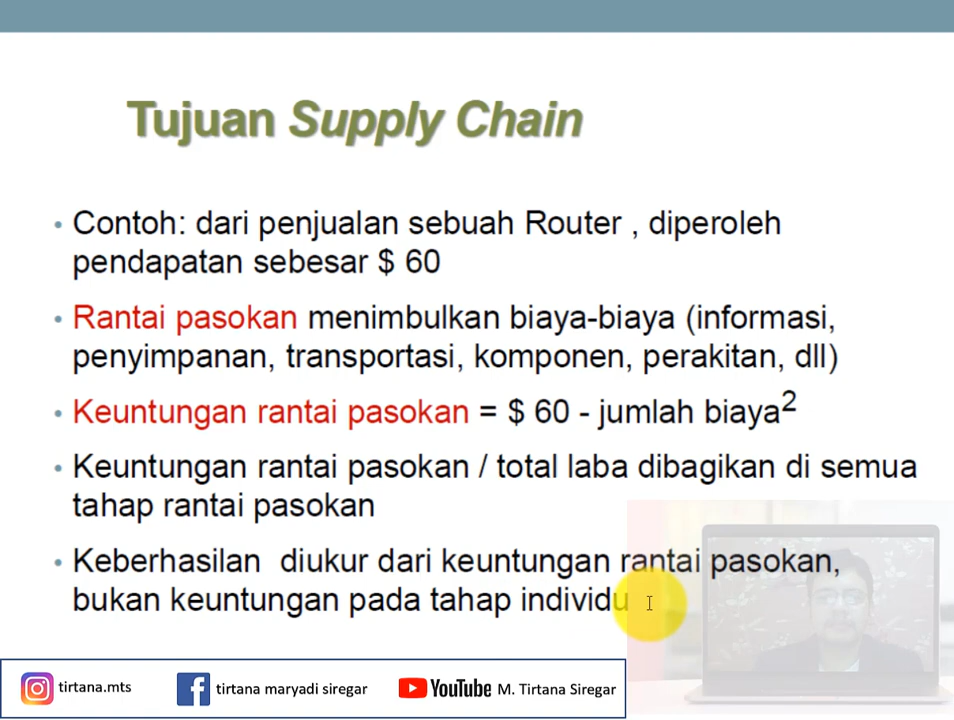 Tujuan Supply Chain
• Contoh: dari penjualan sebuah Router , diperoleh
pendapatan sebesar $ 60
• Rantai pasokan menimbulkan biaya-biaya (informasi,
penyimpanan, transportasi, komponen, perakitan, dll)
• Keuntungan rantai pasokan = $ 60 - jumlah biaya²
• Keuntungan rantai pasokan / total laba dibagikan di semua
tahap rantai pasokan
• Keberhasilan diukur dari keuntungan rantai pasokan,
bukan keuntungan pada tahap individu
tirtana.mts
tirtana maryadi siregar
YouTube M. Tirtana Siregar